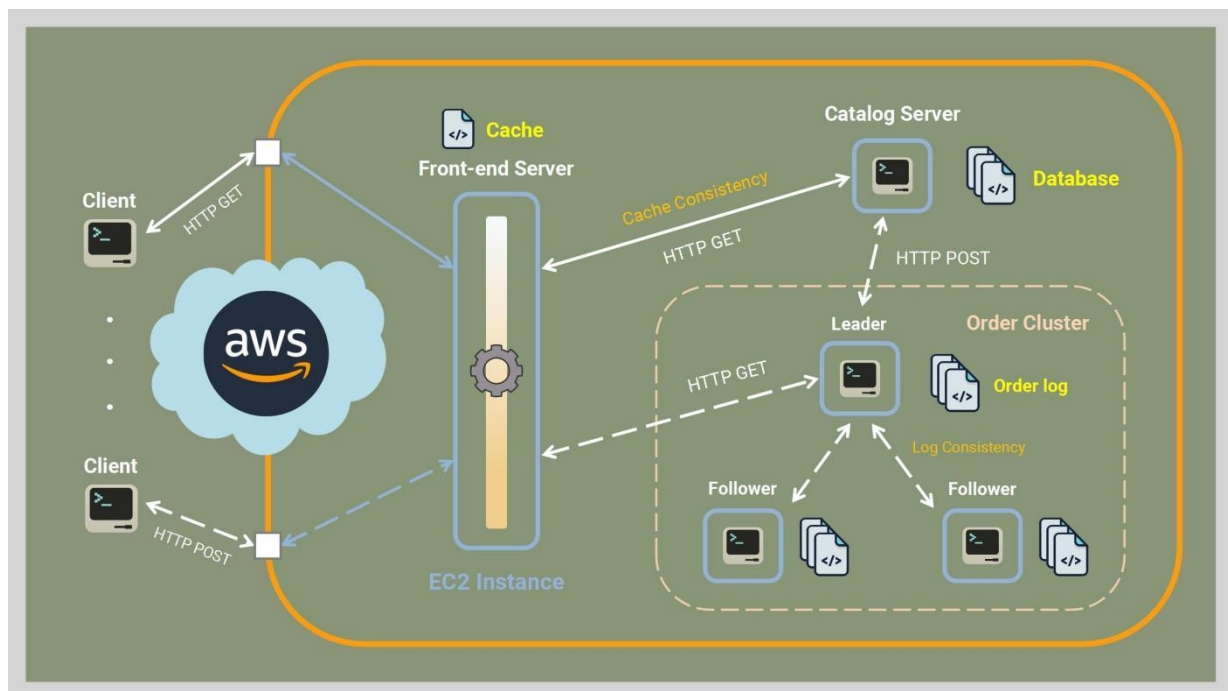 Cache
Front-end Server
Catalog Server
Database
Client
HTTP GET
Cache Consistency
HTTP GET
HTTP POST
aws
Leader
Order Cluster
HTTP GET
Order log
Log Consistency
Client
HTTP POST
Follower
Follower
EC2 Instance